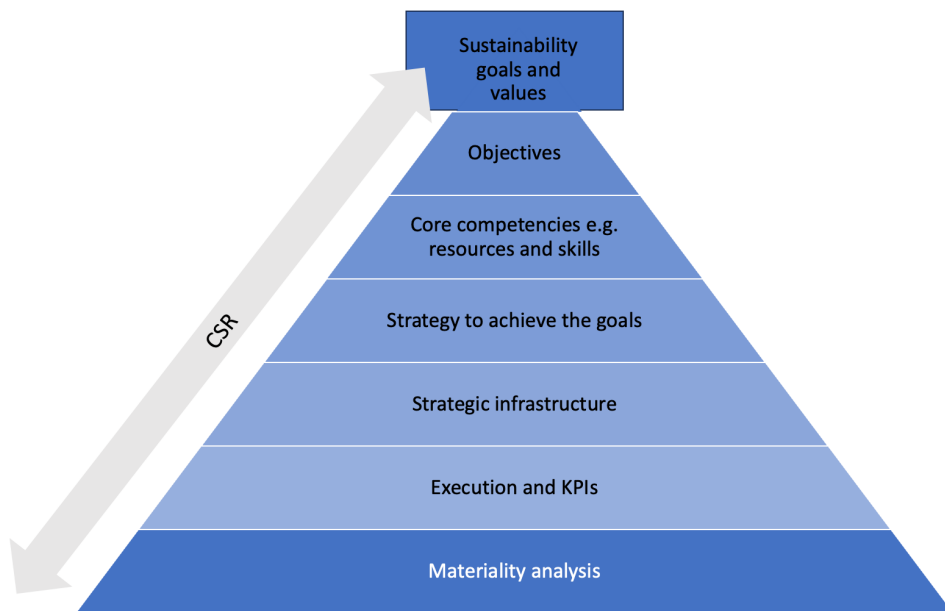 Sustainability
goals and
values
Objectives
Core competencies e.g.
resources and skills
Strategy to achieve the goals
CSR
Strategic infrastructure
Execution and KPIs
Materiality analysis